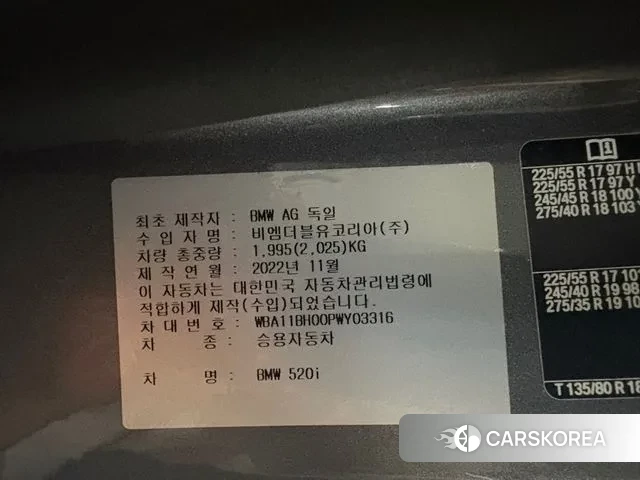 최초 제작자 : BMW AG 독일
수 입 자 명 : 비엠더블유코리아(주)
차량 총중량 : 1,995(2,025)KG
제 작 연 월 : 2022년 11월
이 자동차는 대한민국 자동차관리법령에
적합하게 제작(수입)되었습니다.
차 대 번 호 : WBA11BH00PWY03316
차 종 : 승용자동차
차 명 : BMW 520i
1
225/55 R 17 97 H
225/55 R 17 97 Y
245/45 R 18 100 Y
275/40 R 18 103
225/55 R 17 101
245/40 R 19 98
275/35 R 19
T 135/80 R 18
CARSKOREA